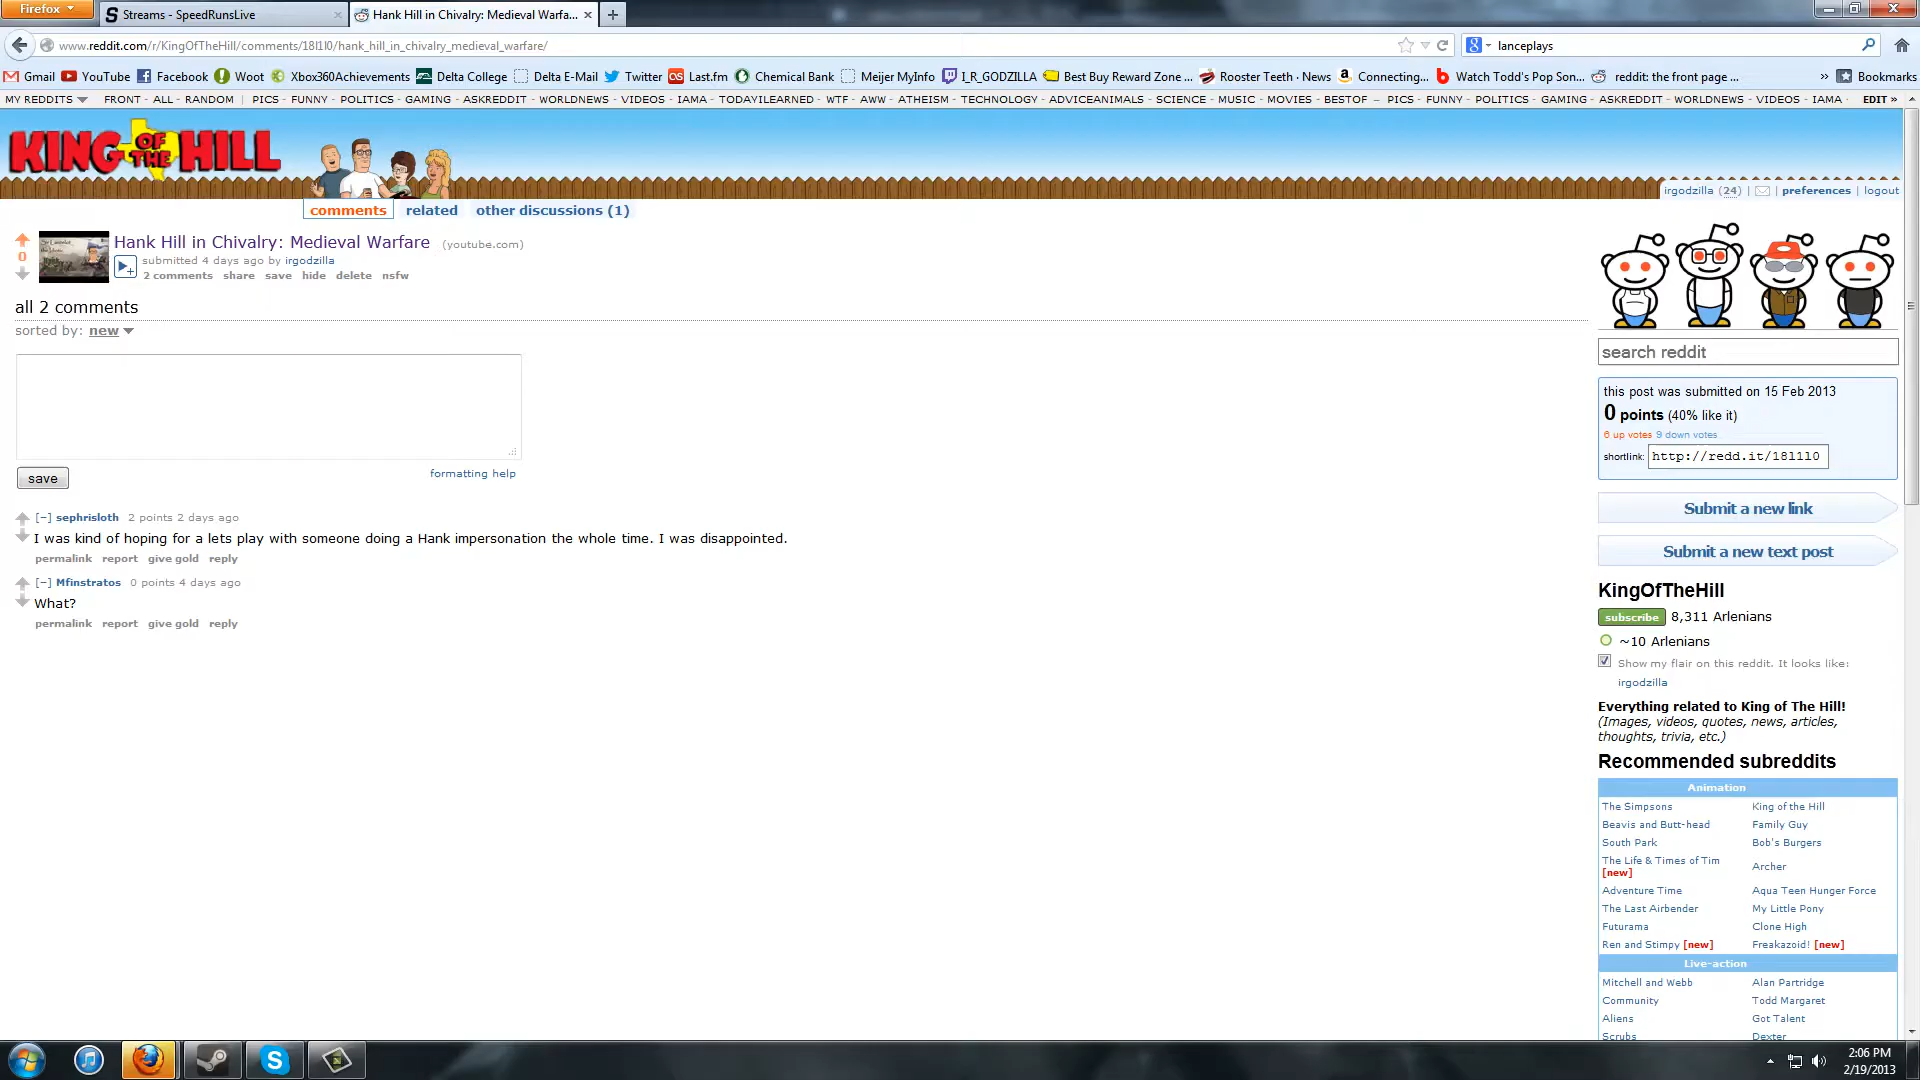 Firefox
Streams - SpeedRunsLive
Hank Hill in Chivalry: Medieval Warfa...
www.reddit.com/r/KingOfTheHill/comments/18l1l0/hank_hill_in_chivalry_medieval_warfare/
lanceplays
Gmail YouTube Facebook Woot Xbox360Achievements Delta College Delta E-Mail Twitter Last.fm Chemical Bank Meijer MyInfo I_R_GODZILLA Best Buy Reward Zone ... Rooster Teeth · News Connecting... Watch Todd's Pop Son... reddit: the front page ... » Bookmarks
MY REDDITS FRONT - ALL - RANDOM | PICS - FUNNY - POLITICS - GAMING - ASKREDDIT - WORLDNEWS - VIDEOS - IAMA - TODAYILEARNED - WTF - AWW - ATHEISM - TECHNOLOGY - ADVICEANIMALS - SCIENCE - MUSIC - MOVIES - BESTOF – PICS - FUNNY - POLITICS - GAMING - ASKREDDIT - WORLDNEWS - VIDEOS - IAMA - EDIT »
KING OF THE HILL
irgodzilla (24) | | preferences | logout
comments related other discussions (1)
Hank Hill in Chivalry: Medieval Warfare (youtube.com)
0
submitted 4 days ago by irgodzilla
2 comments share save hide delete nsfw
all 2 comments
sorted by: new
save
formatting help
[–] sephrisloth 2 points 2 days ago
I was kind of hoping for a lets play with someone doing a Hank impersonation the whole time. I was disappointed.
permalink report give gold reply
[–] Mfinstratos 0 points 4 days ago
What?
permalink report give gold reply
search reddit
this post was submitted on 15 Feb 2013
0 points (40% like it)
6 up votes 9 down votes
shortlink: http://redd.it/18l1l0
Submit a new link
Submit a new text post
KingOfTheHill
subscribe 8,311 Arlenians
~10 Arlenians
Show my flair on this reddit. It looks like:
irgodzilla
Everything related to King of The Hill!
(Images, videos, quotes, news, articles,
thoughts, trivia, etc.)
Recommended subreddits
Animation
The Simpsons King of the Hill
Beavis and Butt-head Family Guy
South Park Bob's Burgers
The Life & Times of Tim [new] Archer
Adventure Time Aqua Teen Hunger Force
The Last Airbender My Little Pony
Futurama Clone High
Ren and Stimpy [new] Freakazoid! [new]
Live-action
Mitchell and Webb Alan Partridge
Community Todd Margaret
Aliens Got Talent
Scrubs Dexter
2:06 PM
2/19/2013